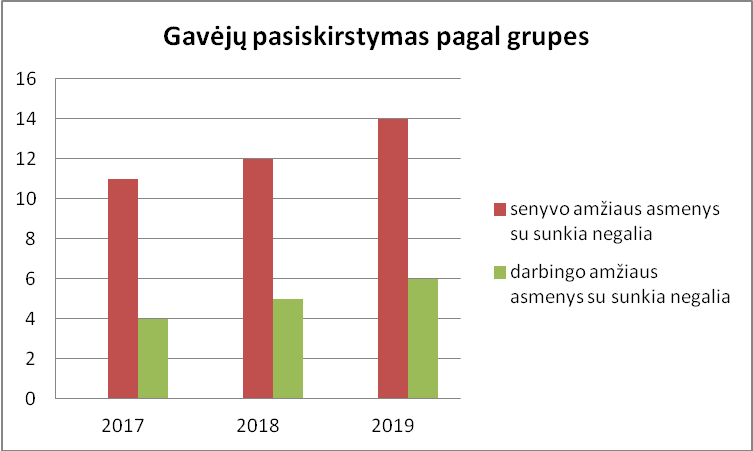 Gavėjų pasiskirstymas pagal grupes
16
14
12
10
8
6
4
2
0
2017 2018 2019
senyvo amžiaus asmenys
su sunkia negalia
darbingo amžiaus
asmenys su sunkia negalia